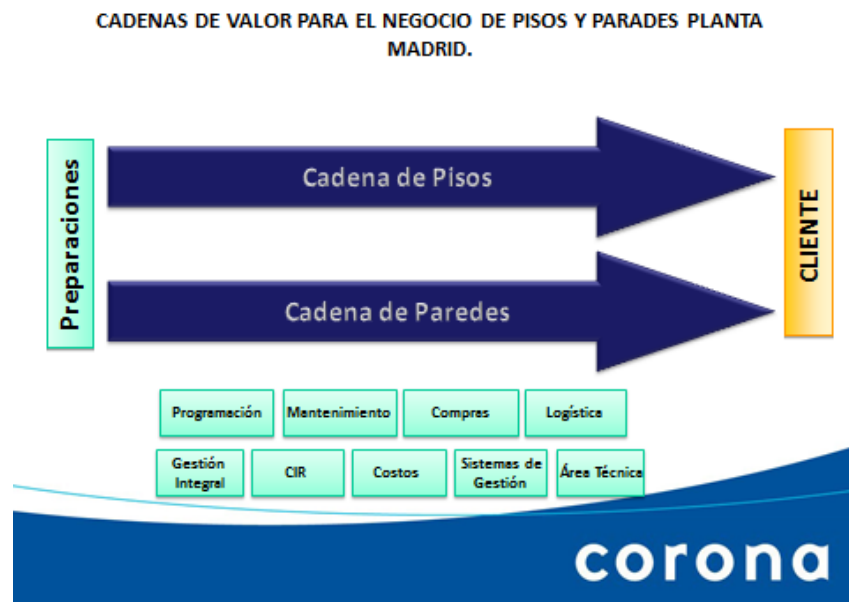 CADENAS DE VALOR PARA EL NEGOCIO DE PISOS Y PARADES PLANTA
MADRID.
Preparaciones
Cadena de Pisos
Cadena de Paredes
CLIENTE
Programación
Mantenimiento
Compras
Logística
Gestión
Integral
CIR
Costos
Sistemas de
Gestión
Área Técnica
corona